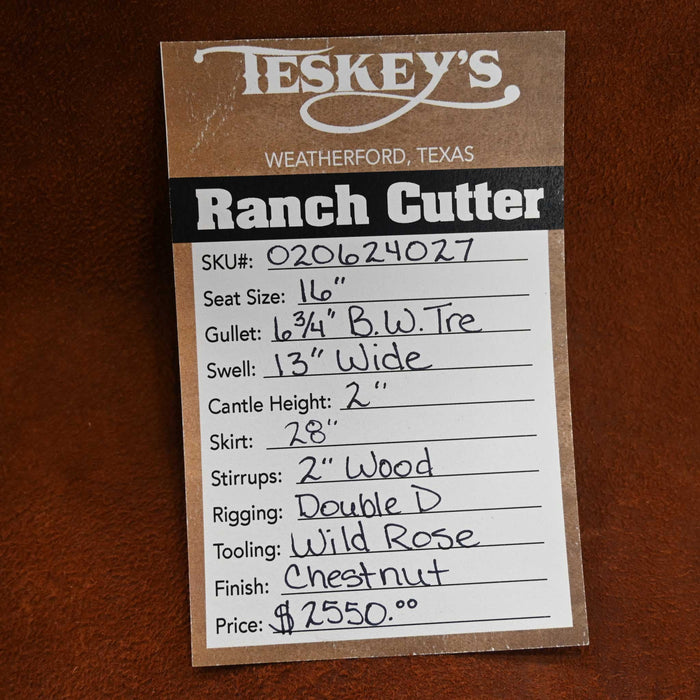 TESKEY'S
WEATHERFORD, TEXAS
Ranch Cutter
SKU#: 020624027
Seat Size: 16"
Gullet: 6 3/4" B.W. Tre
Swell: 13" Wide
Cantle Height: 2"
Skirt: 28"
Stirrups: 2" Wood
Rigging: Double D
Tooling: Wild Rose
Finish: Chestnut
Price: $2550.00